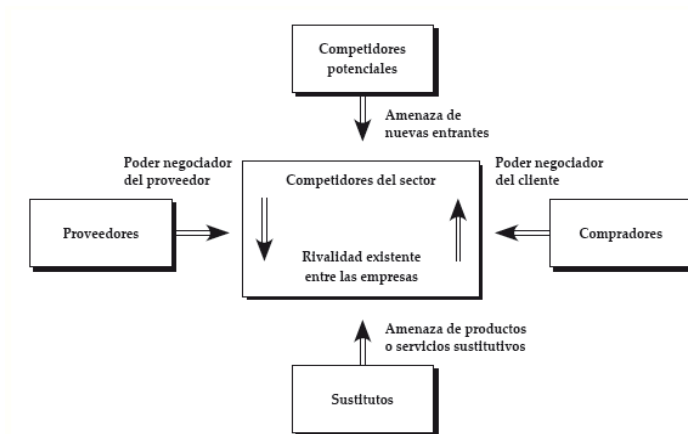 Competidores
potenciales
Amenaza de
nuevas entrantes
Poder negociador
del proveedor
Competidores del sector
Poder negociador
del cliente
Proveedores
Rivalidad existente
entre las empresas
Compradores
Amenaza de productos
o servicios sustitutivos
Sustitutos